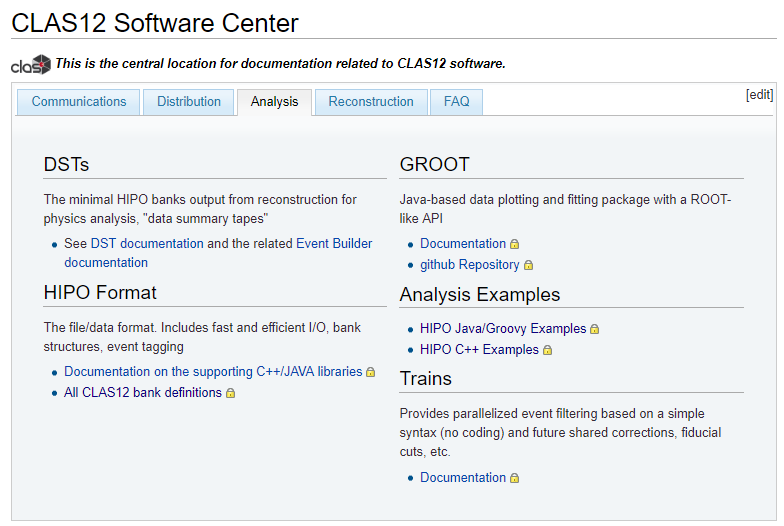 CLAS12 Software Center
clas This is the central location for documentation related to CLAS12 software.
[edit]
Communications Distribution Analysis Reconstruction FAQ
DSTs
The minimal HIPO banks output from reconstruction for
physics analysis, "data summary tapes"
See DST documentation and the related Event Builder
documentation
HIPO Format
The file/data format. Includes fast and efficient I/O, bank
structures, event tagging
Documentation on the supporting C++/JAVA libraries
All CLAS12 bank definitions
GROOT
Java-based data plotting and fitting package with a ROOT-
like API
Documentation
github Repository
Analysis Examples
HIPO Java/Groovy Examples
HIPO C++ Examples
Trains
Provides parallelized event filtering based on a simple
syntax (no coding) and future shared corrections, fiducial
cuts, etc.
Documentation